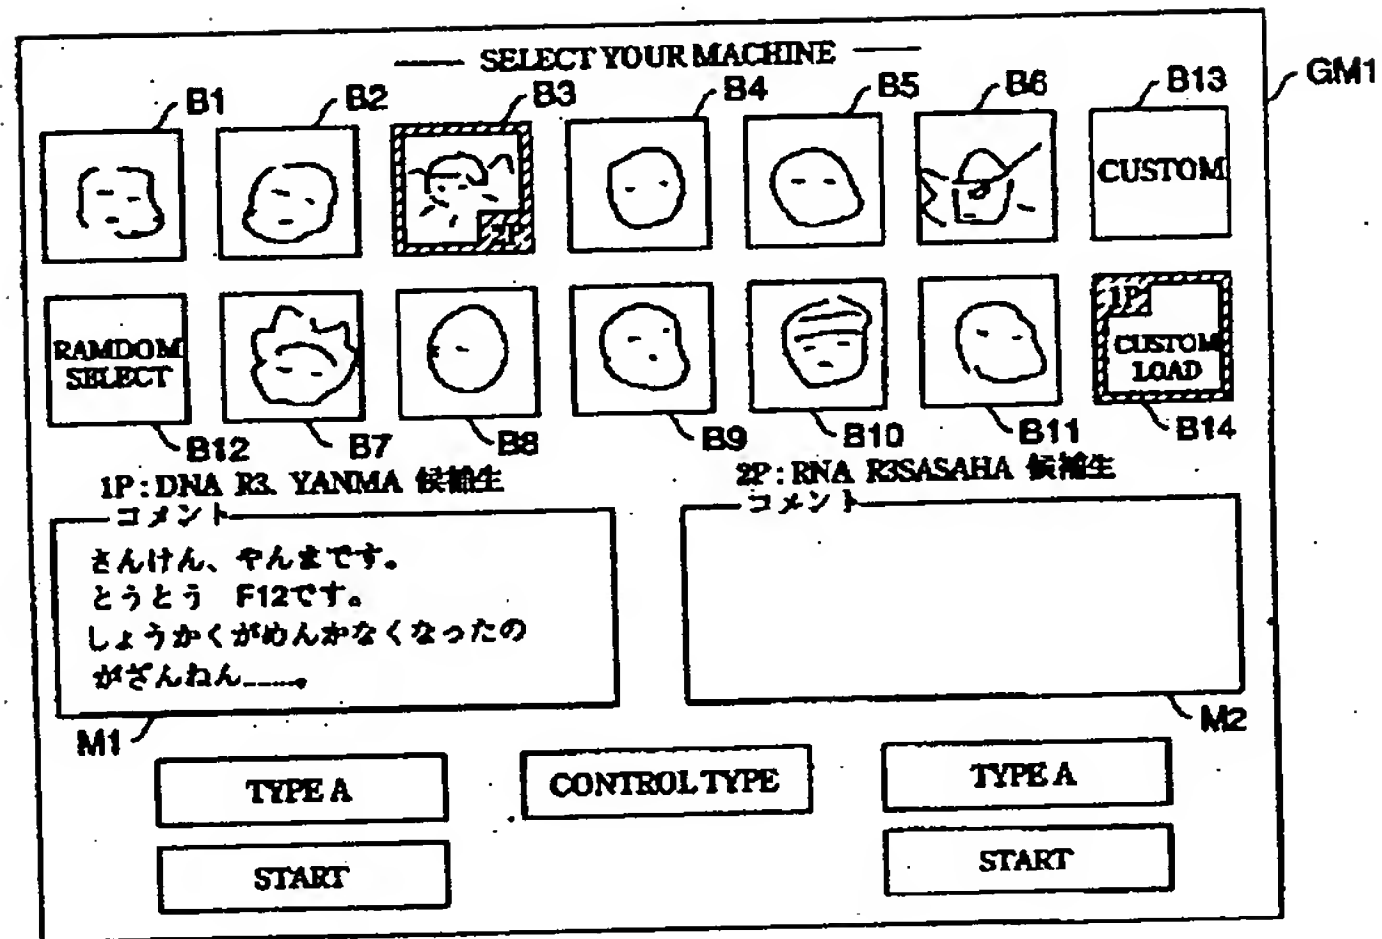 SELECT YOUR MACHINE
GM1
B1
B2
B3
B4
B5
B6
B13
2P
CUSTOM
RAMDOM
SELECT
1P
CUSTOM
LOAD
B12
B7
B8
B9
B10
B11
B14
1P:DNA R3. YANMA 候補生
2P:RNA R3SASAHA 候補生
コメント
さんけん、やんまです。
とうとう F12です。
しょうかくがめんかなくなったの
がざんねん……。
コメント
M1
M2
TYPE A
CONTROL TYPE
TYPE A
START
START